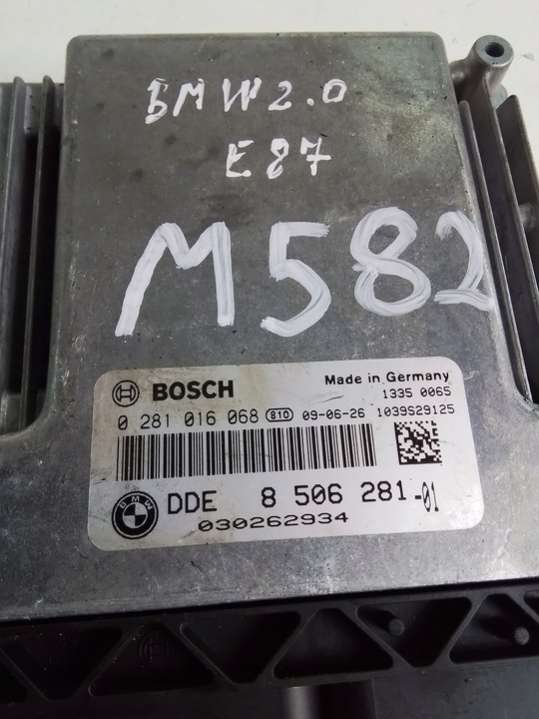 BMW 2.0
E87
M582
BOSCH Made in Germany
1335 0065
0 281 016 068 810 09-06-26 1039S29125
BMW DDE 8 506 281-01
030262934